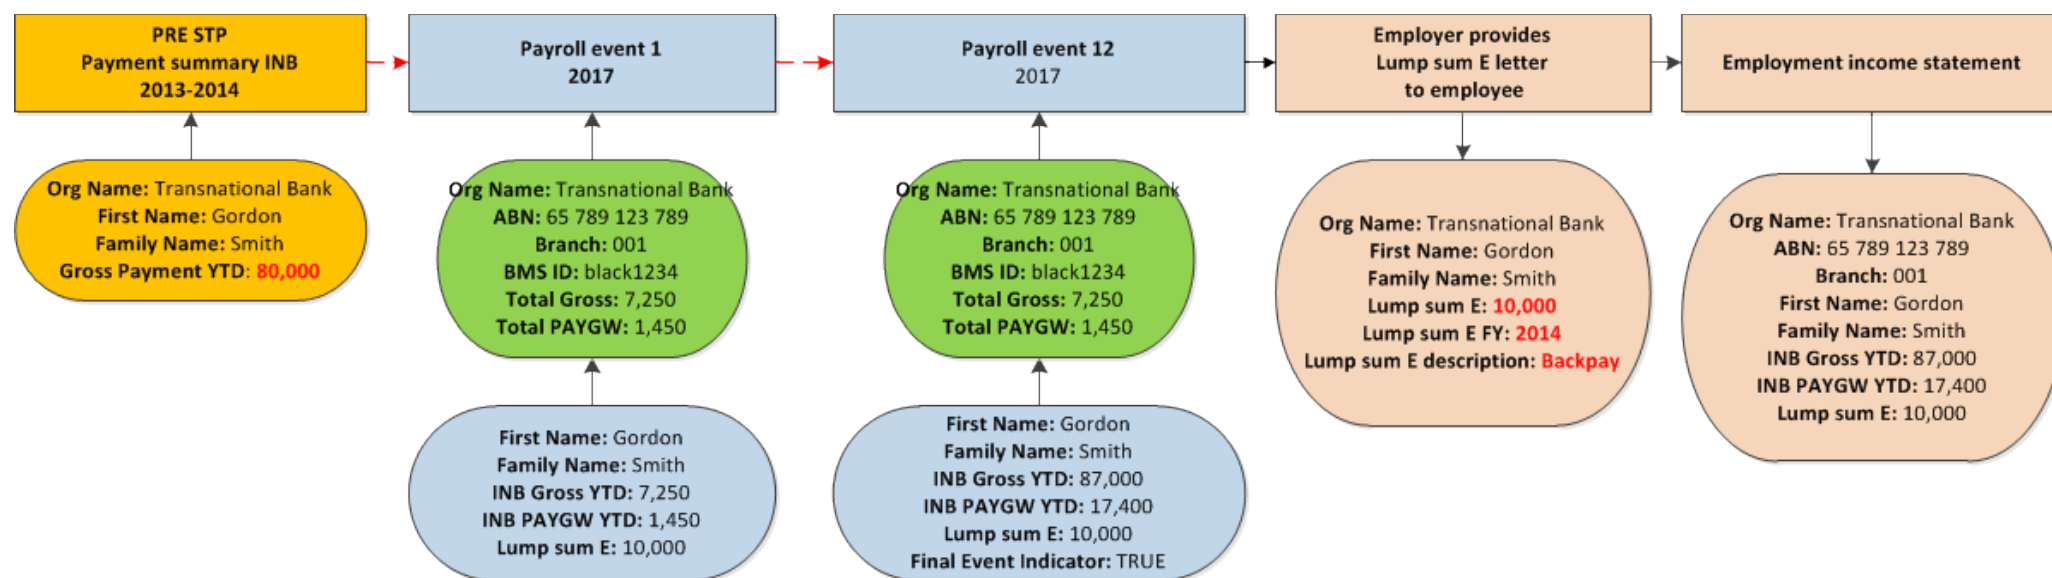 PRE STP
Payment summary INB
2013-2014
Payroll event 1
2017
Payroll event 12
2017
Employer provides
Lump sum E letter
to employee
Employment income statement
Org Name: Transnational Bank
First Name: Gordon
Family Name: Smith
Gross Payment YTD: 80,000
Org Name: Transnational Bank
ABN: 65 789 123 789
Branch: 001
BMS ID: black1234
Total Gross: 7,250
Total PAYGW: 1,450
Org Name: Transnational Bank
ABN: 65 789 123 789
Branch: 001
BMS ID: black1234
Total Gross: 7,250
Total PAYGW: 1,450
Org Name: Transnational Bank
First Name: Gordon
Family Name: Smith
Lump sum E: 10,000
Lump sum E FY: 2014
Lump sum E description: Backpay
Org Name: Transnational Bank
ABN: 65 789 123 789
Branch: 001
First Name: Gordon
Family Name: Smith
INB Gross YTD: 87,000
INB PAYGW YTD: 17,400
Lump sum E: 10,000
First Name: Gordon
Family Name: Smith
INB Gross YTD: 7,250
INB PAYGW YTD: 1,450
Lump sum E: 10,000
First Name: Gordon
Family Name: Smith
INB Gross YTD: 87,000
INB PAYGW YTD: 17,400
Lump sum E: 10,000
Final Event Indicator: TRUE